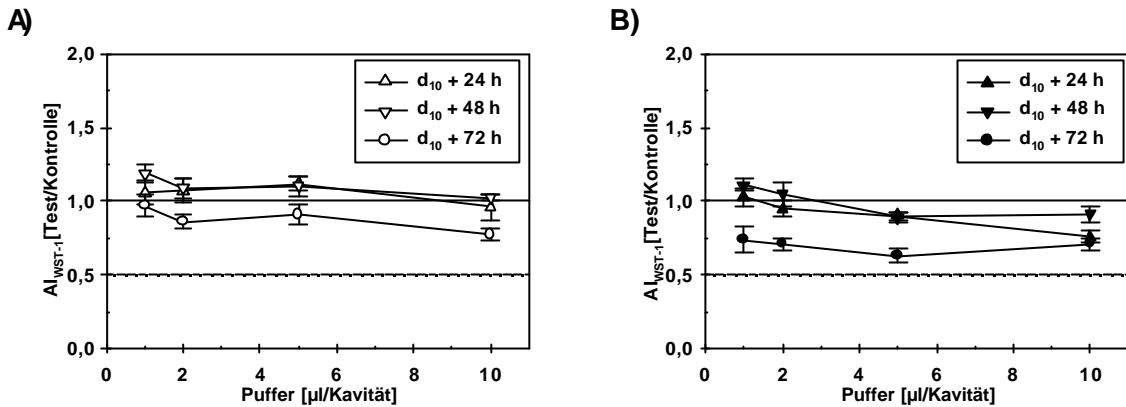 A)
2,0
1,5
1,0
0,5
0,0
AI_WST-1 [Test/Kontrolle]
d10 + 24 h
d10 + 48 h
d10 + 72 h
0 2 4 6 8 10
Puffer [µl/Kavität]
B)
2,0
1,5
1,0
0,5
0,0
AI_WST-1 [Test/Kontrolle]
d10 + 24 h
d10 + 48 h
d10 + 72 h
0 2 4 6 8 10
Puffer [µl/Kavität]